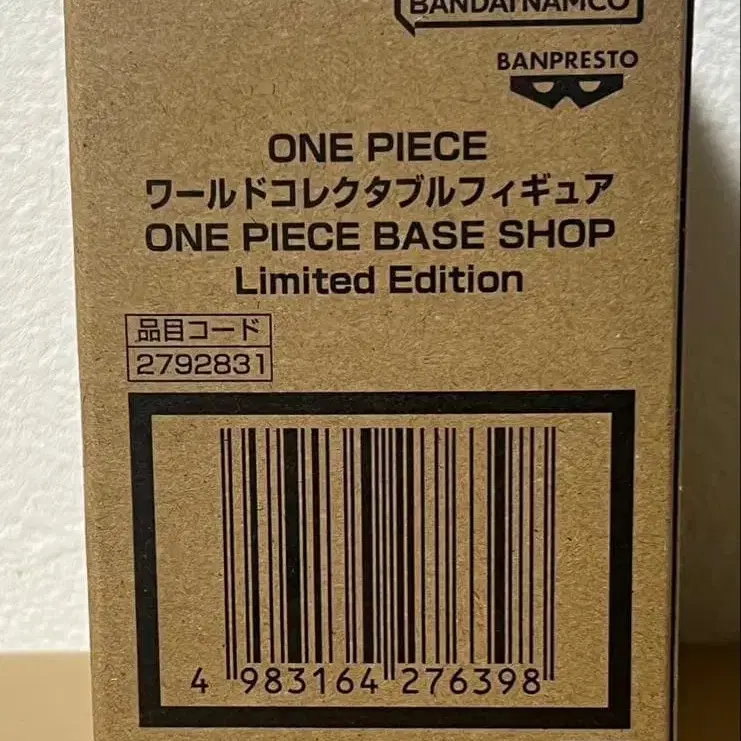 BANDAI NAMCO
BANPRESTO
ONE PIECE
ワールドコレクタブルフィギュア
ONE PIECE BASE SHOP
Limited Edition
品目コード
2792831
4 983164 276398